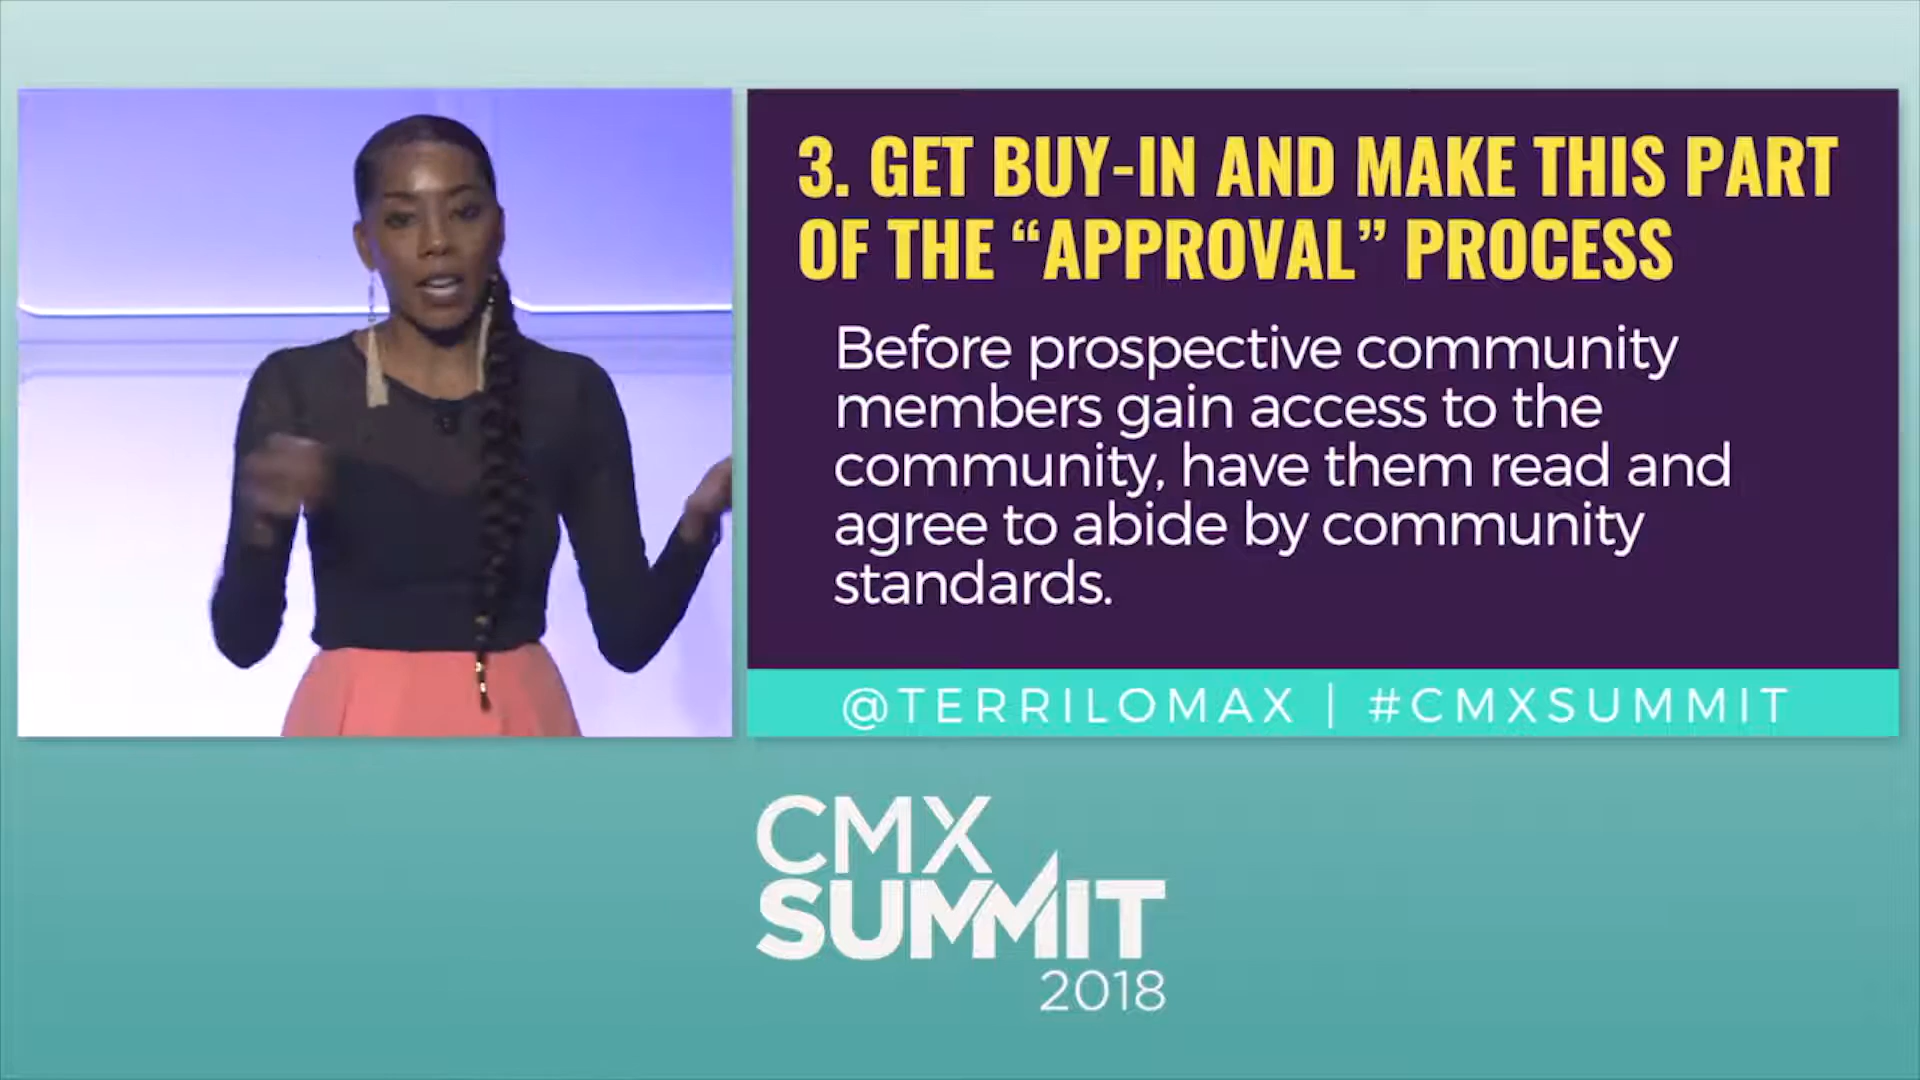 3. GET BUY-IN AND MAKE THIS PART
OF THE “APPROVAL” PROCESS
Before prospective community
members gain access to the
community, have them read and
agree to abide by community
standards.
@TERRILOMAX | #CMXSUMMIT
CMX
SUMMIT
2018